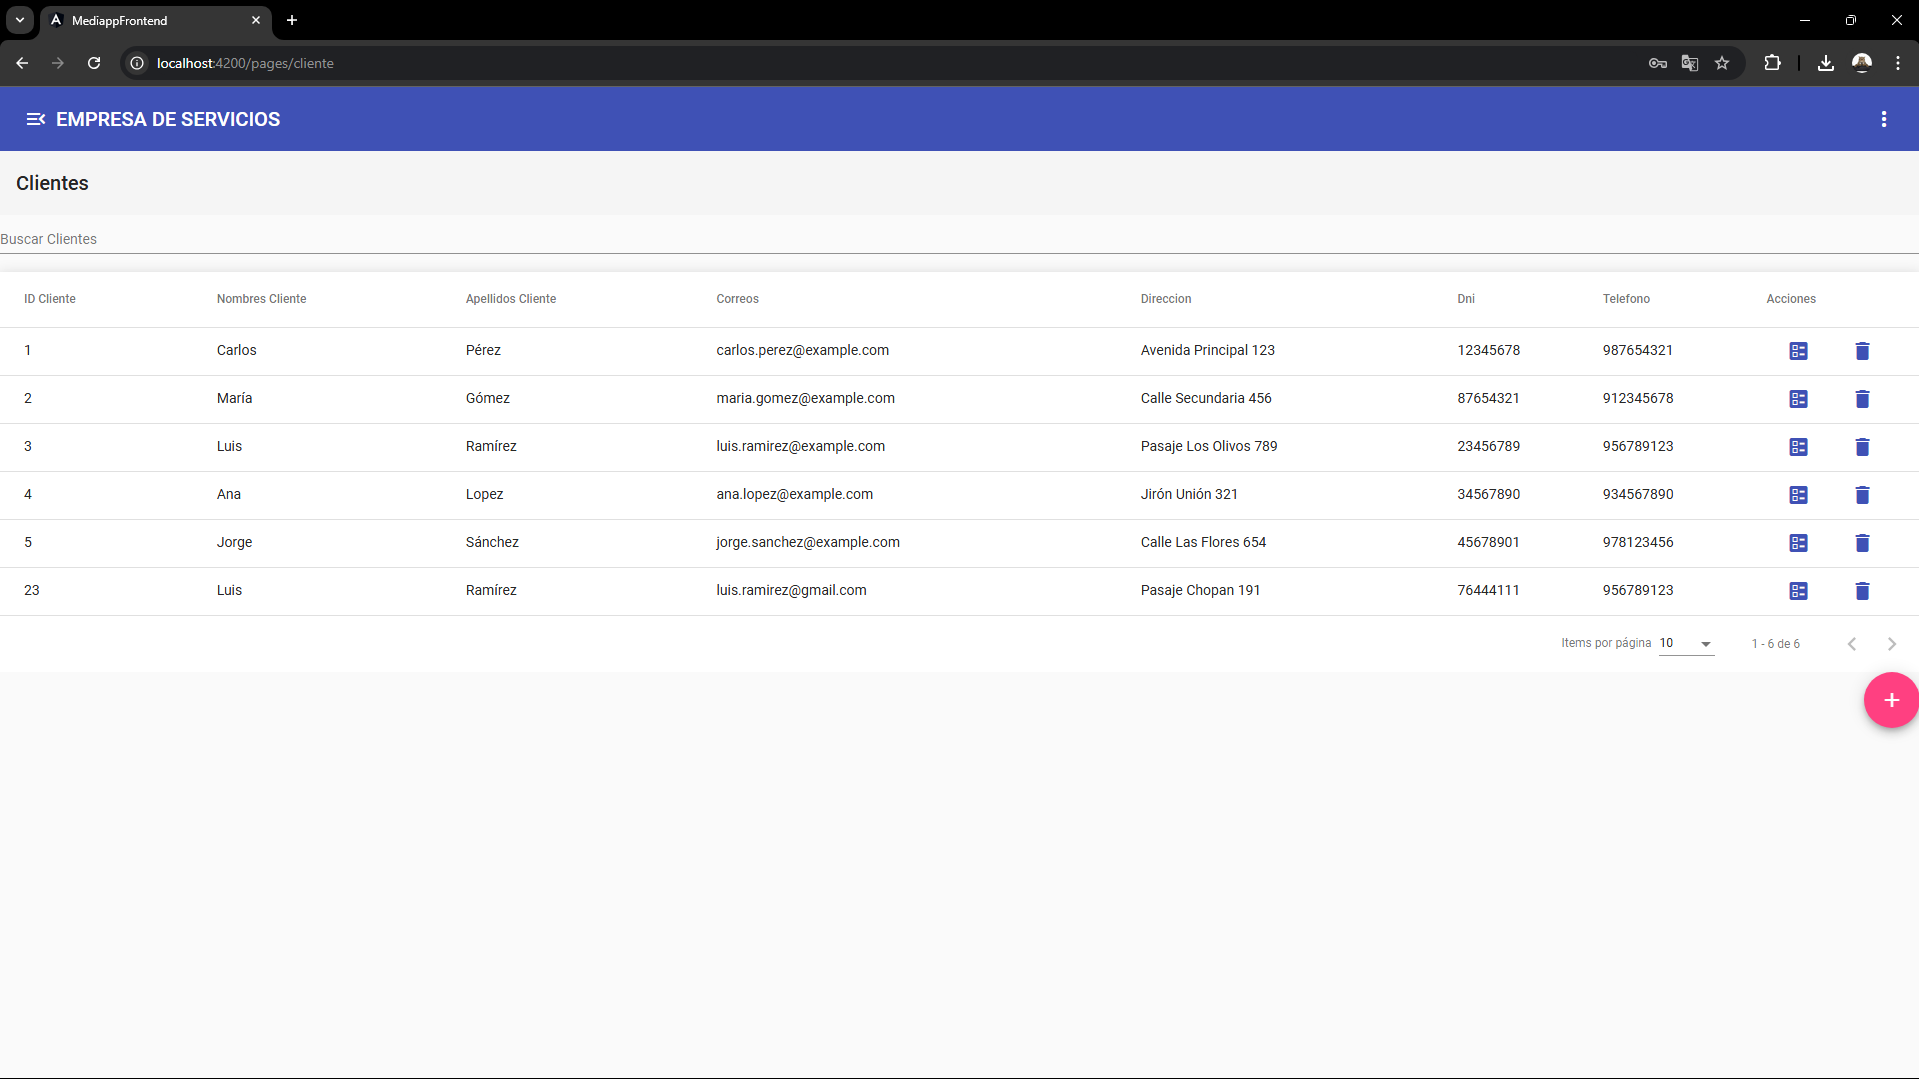 MediappFrontend
localhost:4200/pages/cliente
EMPRESA DE SERVICIOS
Clientes
Buscar Clientes
ID Cliente Nombres Cliente Apellidos Cliente Correos Direccion Dni Telefono Acciones
1 Carlos Pérez carlos.perez@example.com Avenida Principal 123 12345678 987654321
2 María Gómez maria.gomez@example.com Calle Secundaria 456 87654321 912345678
3 Luis Ramírez luis.ramirez@example.com Pasaje Los Olivos 789 23456789 956789123
4 Ana Lopez ana.lopez@example.com Jirón Unión 321 34567890 934567890
5 Jorge Sánchez jorge.sanchez@example.com Calle Las Flores 654 45678901 978123456
23 Luis Ramírez luis.ramirez@gmail.com Pasaje Chopan 191 76444111 956789123
Items por página 10 1 - 6 de 6